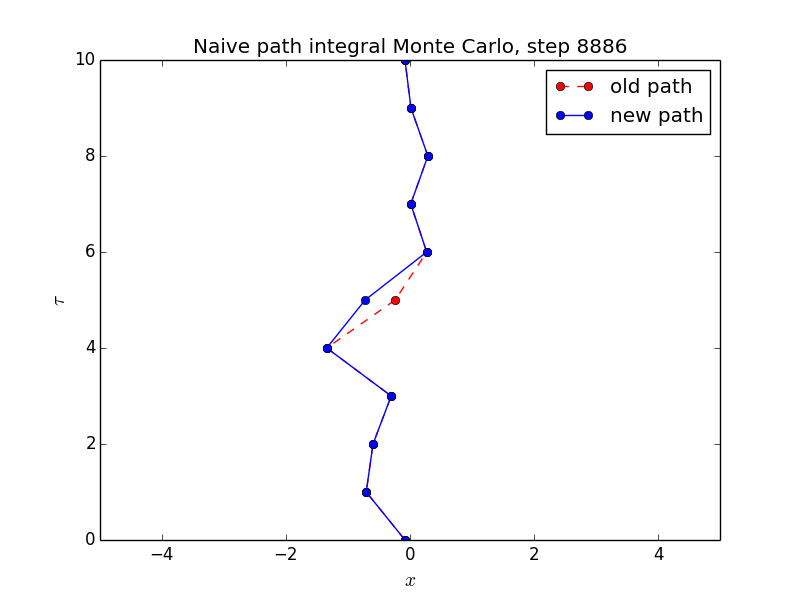 Naive path integral Monte Carlo, step 8886
10
8
6
4
2
0
τ
old path
new path
−4
−2
0
2
4
x